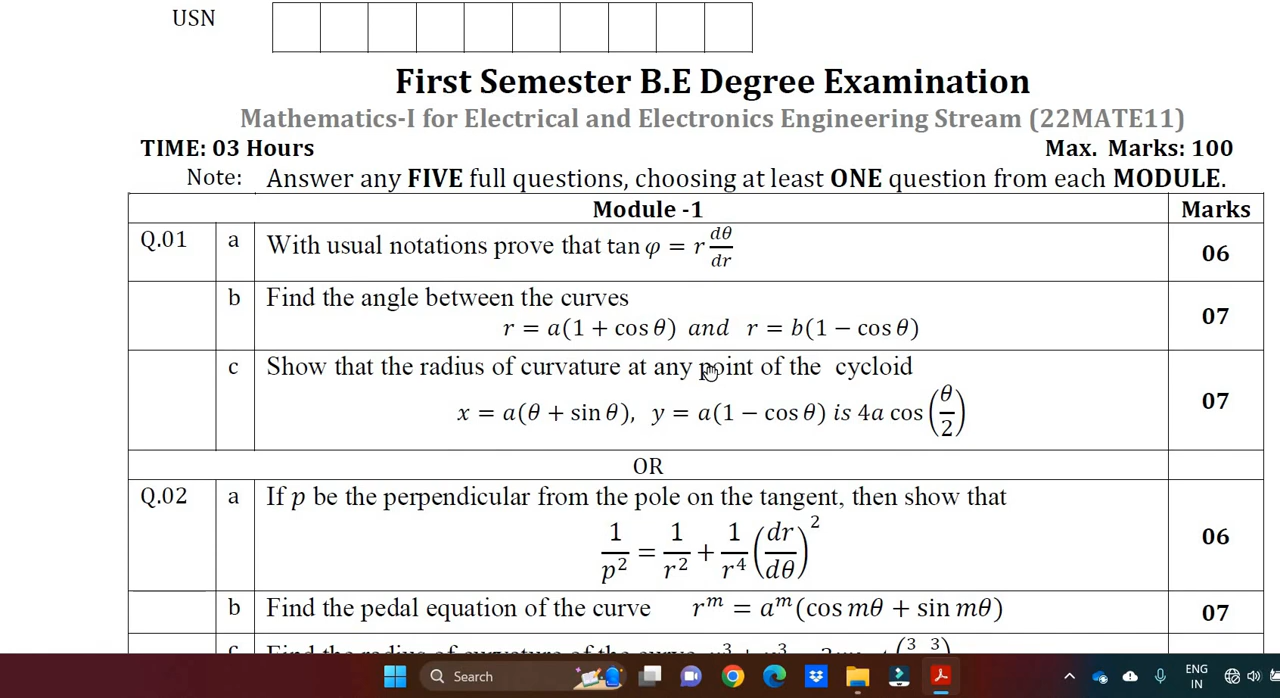 USN
First Semester B.E Degree Examination
Mathematics-I for Electrical and Electronics Engineering Stream (22MATE11)
TIME: 03 Hours Max. Marks: 100
Note: Answer any FIVE full questions, choosing at least ONE question from each MODULE.
Module -1 Marks
Q.01 a With usual notations prove that tan φ = r dθ/dr 06
b Find the angle between the curves
r = a(1 + cos θ) and r = b(1 − cos θ) 07
c Show that the radius of curvature at any point of the cycloid
x = a(θ + sin θ), y = a(1 − cos θ) is 4a cos (θ/2) 07
OR
Q.02 a If p be the perpendicular from the pole on the tangent, then show that
1/p² = 1/r² + 1/r⁴ (dr/dθ)² 06
b Find the pedal equation of the curve rᵐ = aᵐ(cos mθ + sin mθ) 07
Search
ENG
IN